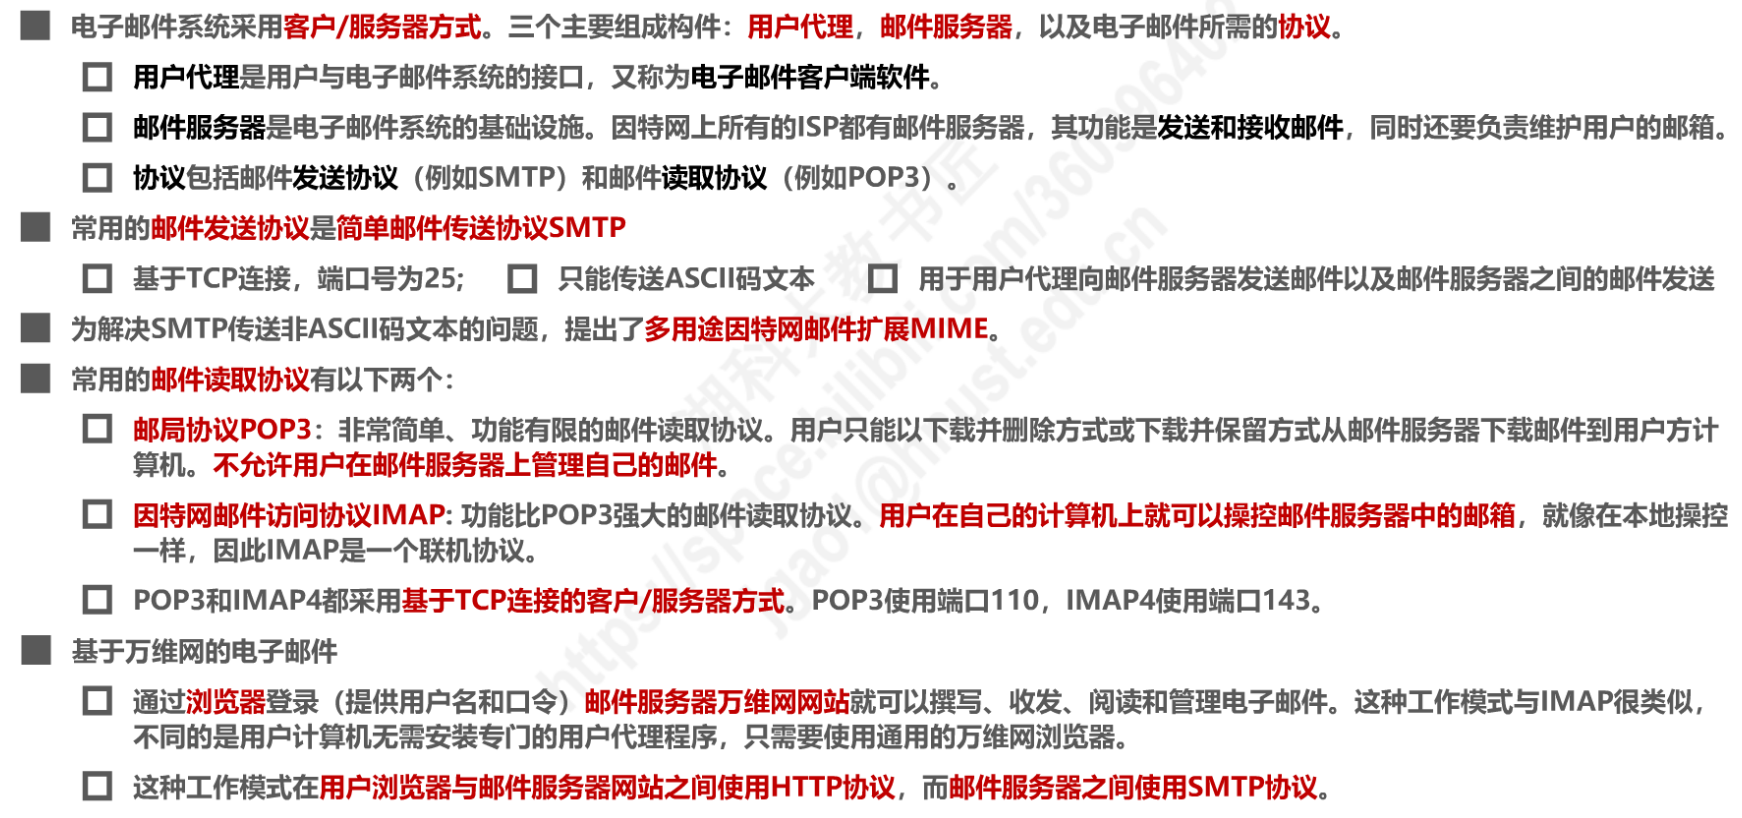 电子邮件系统采用客户/服务器方式。三个主要组成构件：用户代理，邮件服务器，以及电子邮件所需的协议。
用户代理是用户与电子邮件系统的接口，又称为电子邮件客户端软件。
邮件服务器是电子邮件系统的基础设施。因特网上所有的ISP都有邮件服务器，其功能是发送和接收邮件，同时还要负责维护用户的邮箱。
协议包括邮件发送协议（例如SMTP）和邮件读取协议（例如POP3）。
常用的邮件发送协议是简单邮件传送协议SMTP
基于TCP连接，端口号为25; 只能传送ASCII码文本 用于用户代理向邮件服务器发送邮件以及邮件服务器之间的邮件发送
为解决SMTP传送非ASCII码文本的问题，提出了多用途因特网邮件扩展MIME。
常用的邮件读取协议有以下两个：
邮局协议POP3：非常简单、功能有限的邮件读取协议。用户只能以下载并删除方式或下载并保留方式从邮件服务器下载邮件到用户方计
算机。不允许用户在邮件服务器上管理自己的邮件。
因特网邮件访问协议IMAP: 功能比POP3强大的邮件读取协议。用户在自己的计算机上就可以操控邮件服务器中的邮箱，就像在本地操控
一样，因此IMAP是一个联机协议。
POP3和IMAP4都采用基于TCP连接的客户/服务器方式。POP3使用端口110，IMAP4使用端口143。
基于万维网的电子邮件
通过浏览器登录（提供用户名和口令）邮件服务器万维网网站就可以撰写、收发、阅读和管理电子邮件。这种工作模式与IMAP很类似，
不同的是用户计算机无需安装专门的用户代理程序，只需要使用通用的万维网浏览器。
这种工作模式在用户浏览器与邮件服务器网站之间使用HTTP协议，而邮件服务器之间使用SMTP协议。